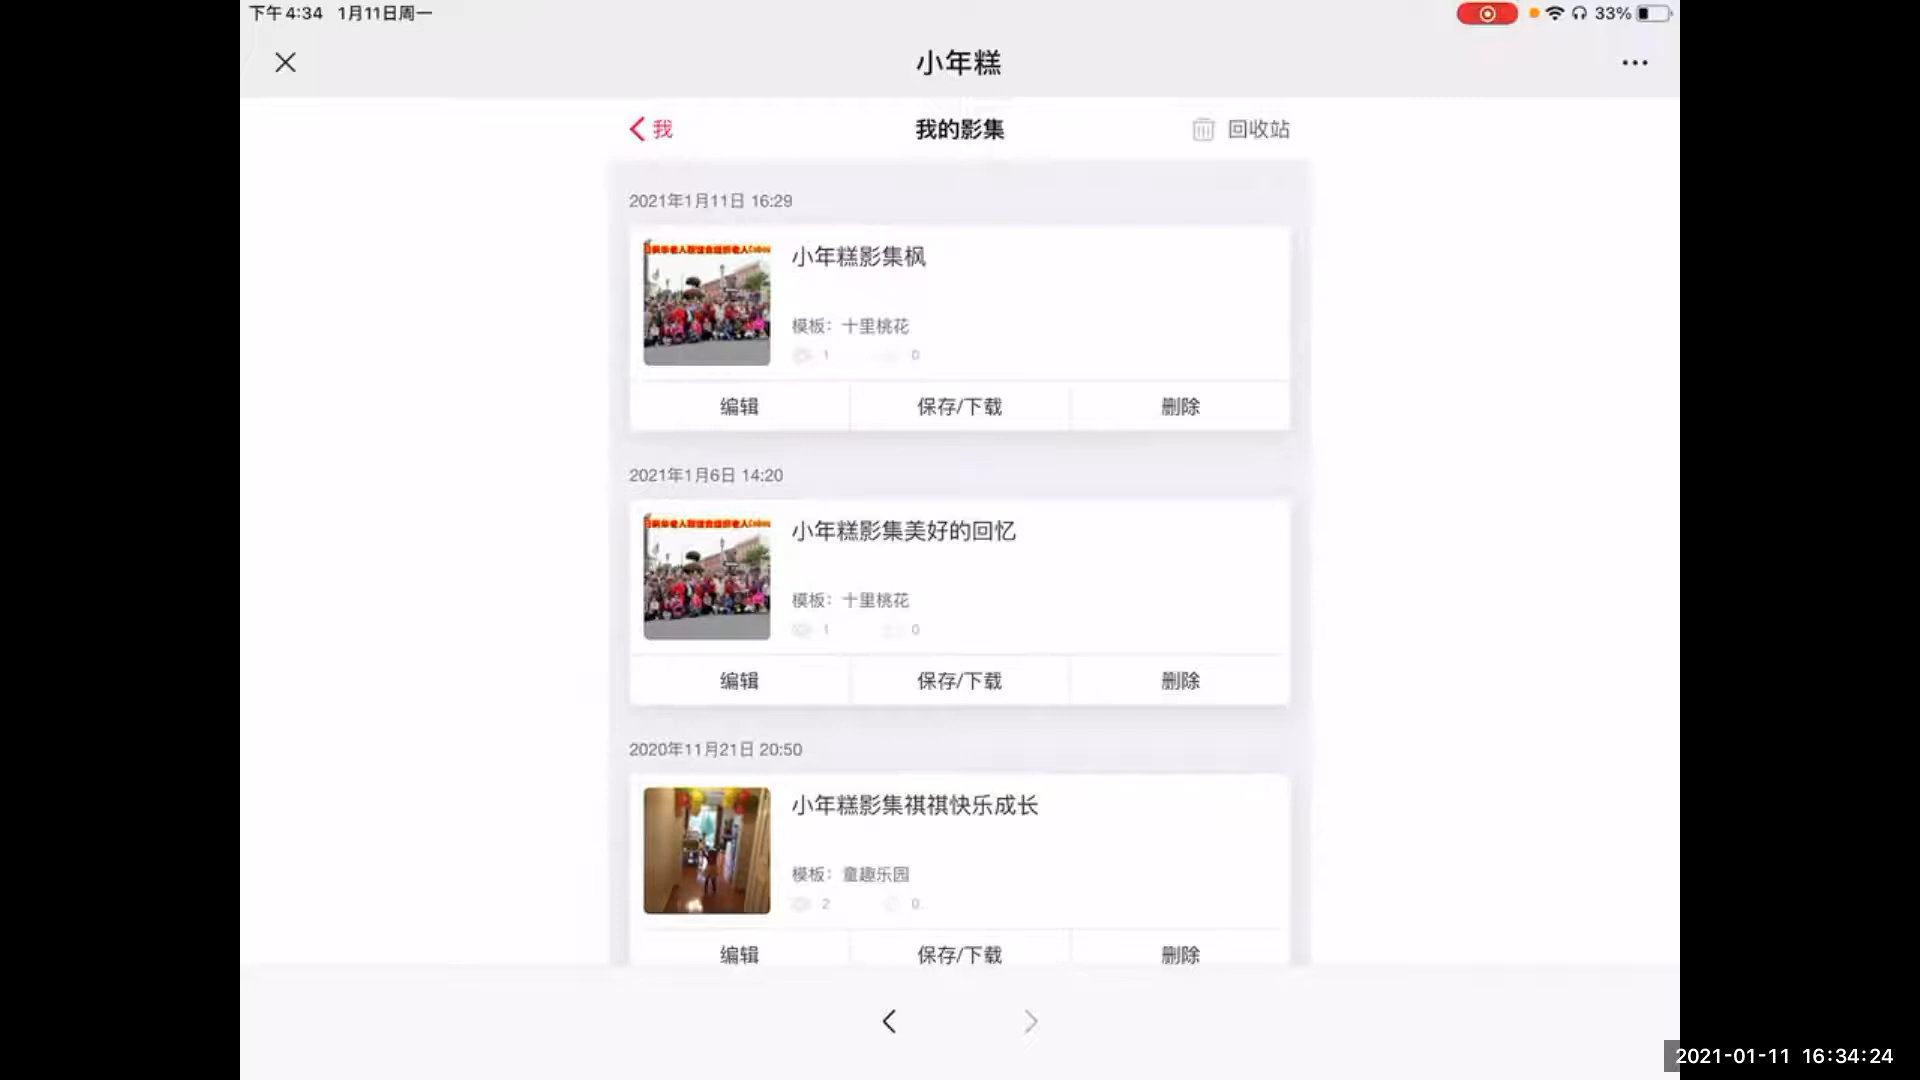 下午4:34 1月11日周一
33%
小年糕
我
我的影集
回收站
2021年1月11日 16:29
小年糕影集枫
模板：十里桃花
1 0
编辑 保存/下载 删除
2021年1月6日 14:20
小年糕影集美好的回忆
模板：十里桃花
1 0
编辑 保存/下载 删除
2020年11月21日 20:50
小年糕影集祺祺快乐成长
模板：童趣乐园
2 0
编辑 保存/下载 删除
2021-01-11 16:34:24